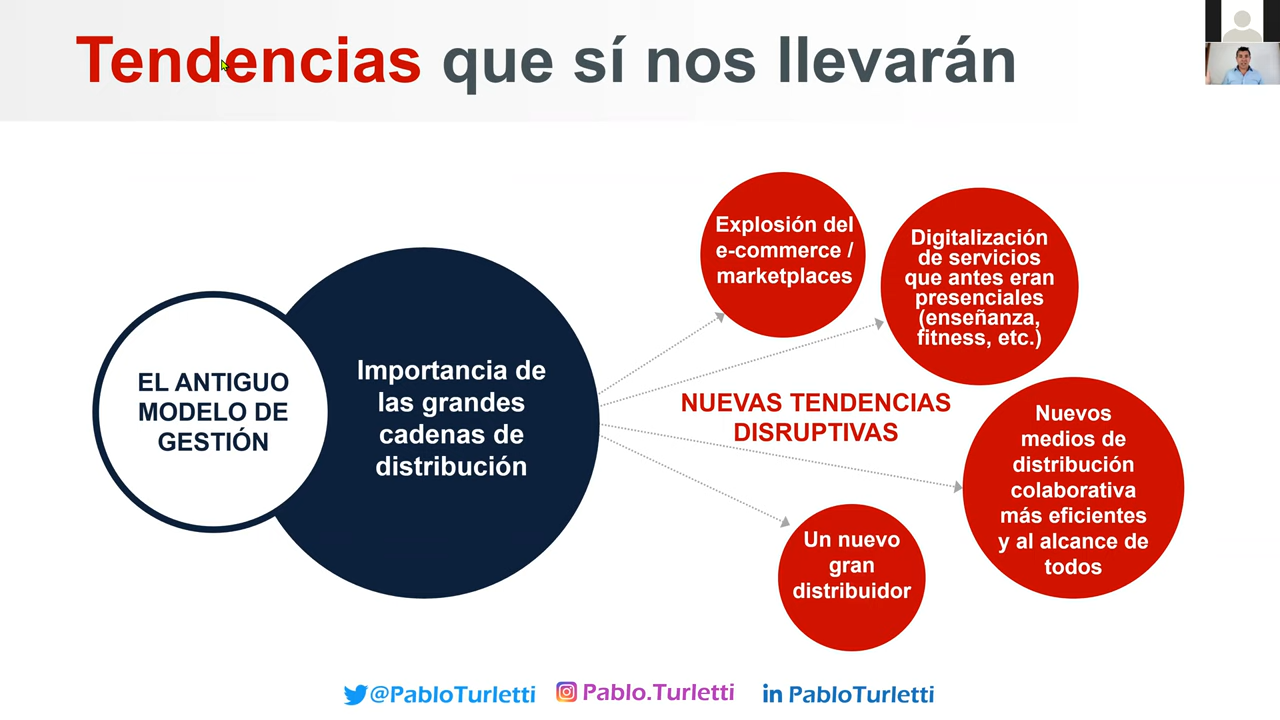 Tendencias que sí nos llevarán
EL ANTIGUO
MODELO DE
GESTIÓN
Importancia de
las grandes
cadenas de
distribución
Explosión del
e-commerce /
marketplaces
Digitalización
de servicios
que antes eran
presenciales
(enseñanza,
fitness, etc.)
NUEVAS TENDENCIAS
DISRUPTIVAS
Nuevos
medios de
distribución
colaborativa
más eficientes
y al alcance de
todos
Un nuevo
gran
distribuidor
@PabloTurletti Pablo.Turletti in PabloTurletti